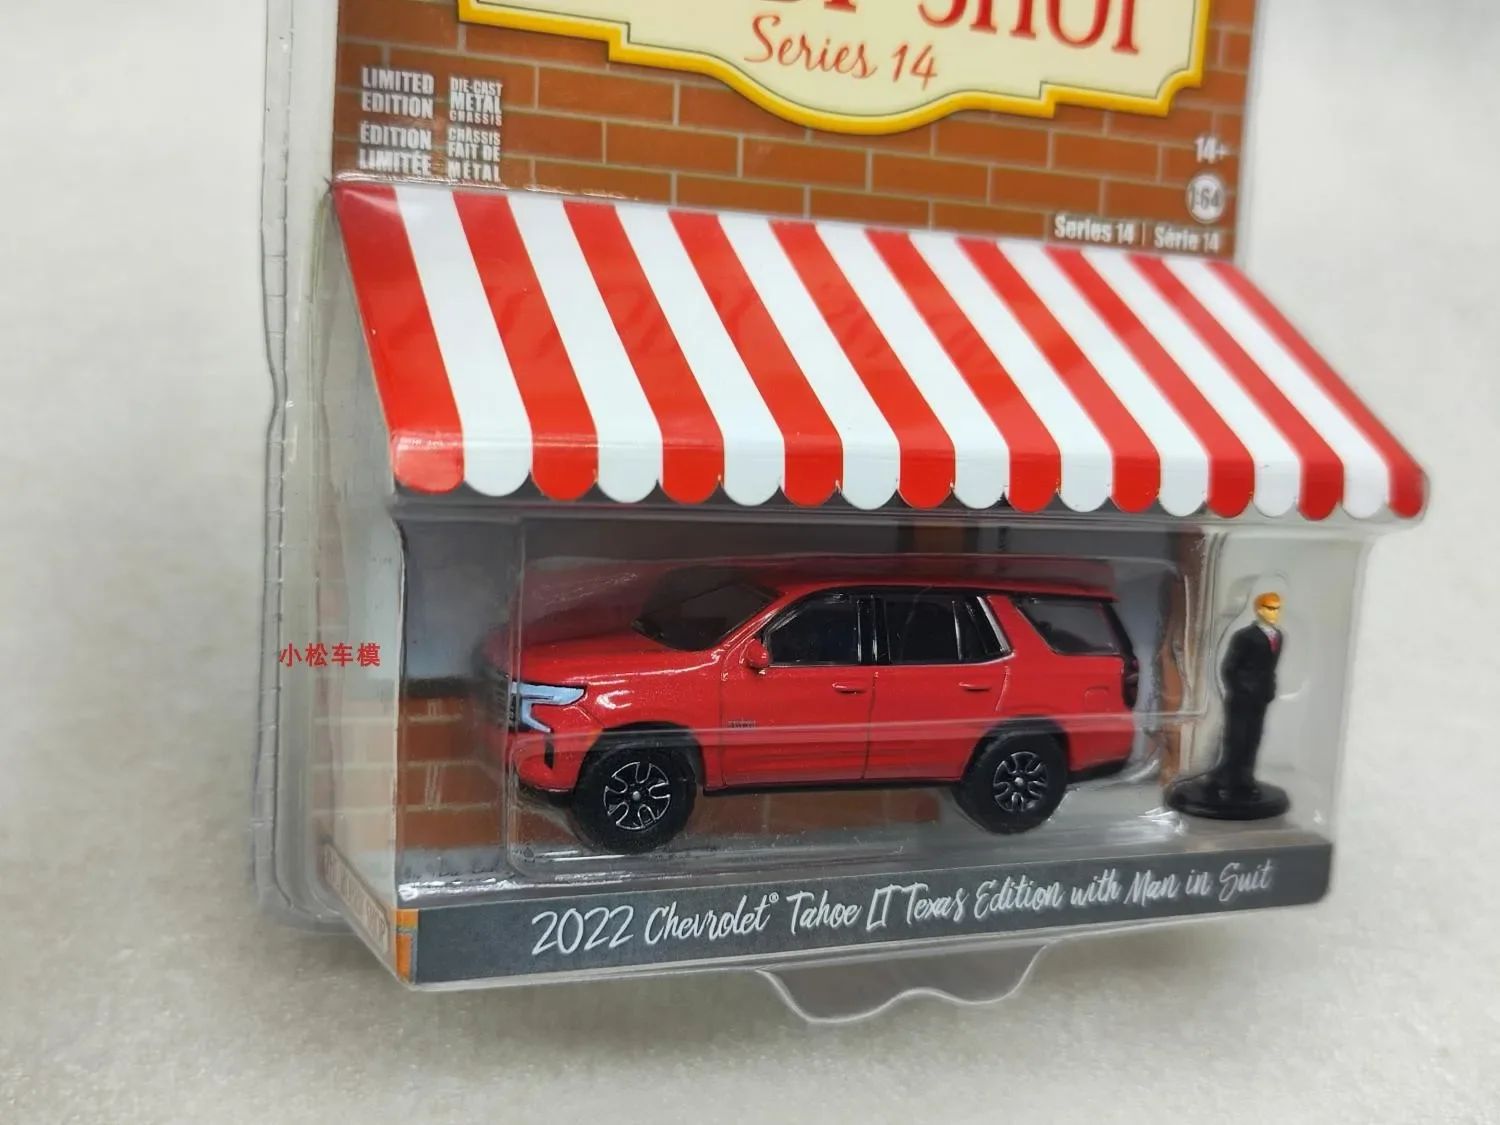 SHOP
Series 14
LIMITED
EDITION
ÉDITION
LIMITÉE
DIE-CAST
METAL
CHASSIS
CHÂSSIS
FAIT DE
MÉTAL
14+
1:64
Series 14 | Série 14
小松车模
2022 Chevrolet® Tahoe LT Texas Edition with Man in Suit